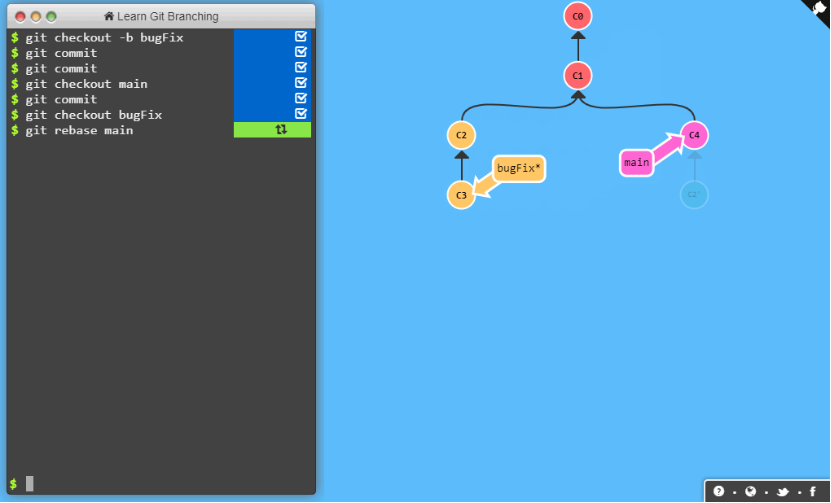 Learn Git Branching
$ git checkout -b bugFix
$ git commit
$ git commit
$ git checkout main
$ git commit
$ git checkout bugFix
$ git rebase main
$
C0
C1
C2
C4
main
bugFix*
C3
C2'